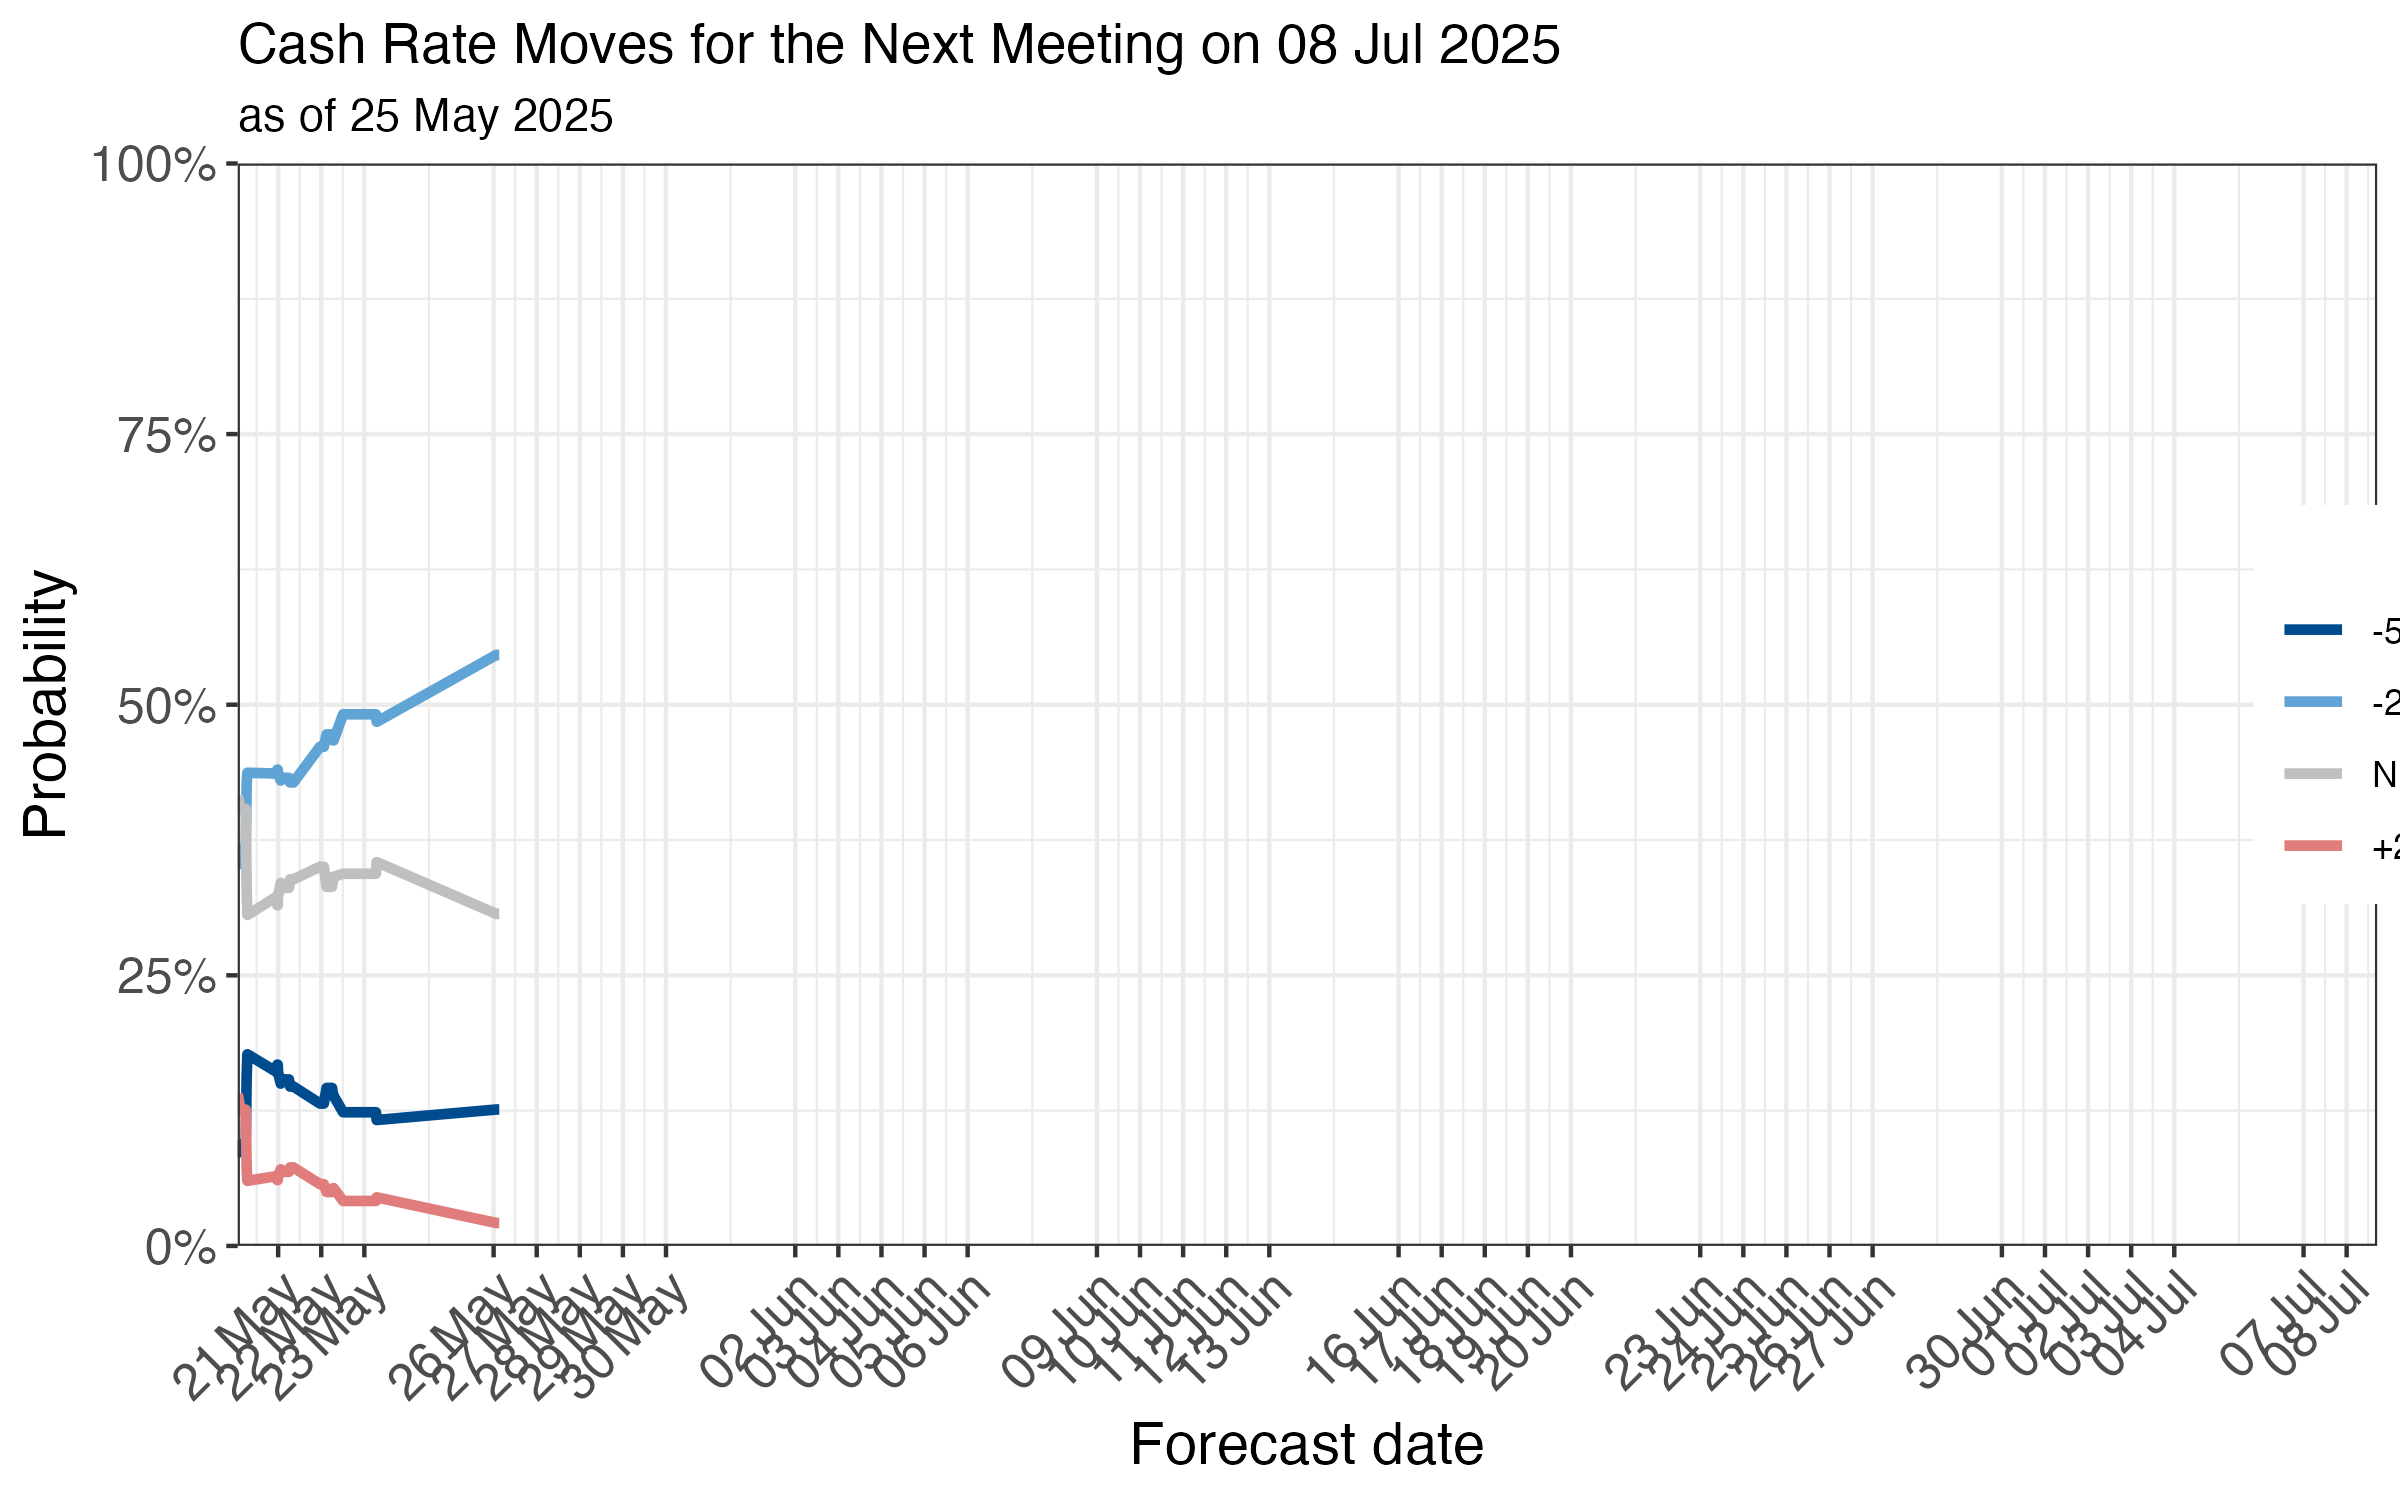 Cash Rate Moves for the Next Meeting on 08 Jul 2025
as of 25 May 2025
100%
75%
50%
25%
0%
Probability
-5
-2
N
+2
21 May
22 May
23 May
26 May
27 May
28 May
29 May
30 May
02 Jun
03 Jun
04 Jun
05 Jun
06 Jun
09 Jun
10 Jun
11 Jun
12 Jun
13 Jun
16 Jun
17 Jun
18 Jun
19 Jun
20 Jun
23 Jun
24 Jun
25 Jun
26 Jun
27 Jun
30 Jun
01 Jul
02 Jul
03 Jul
04 Jul
07 Jul
08 Jul
Forecast date